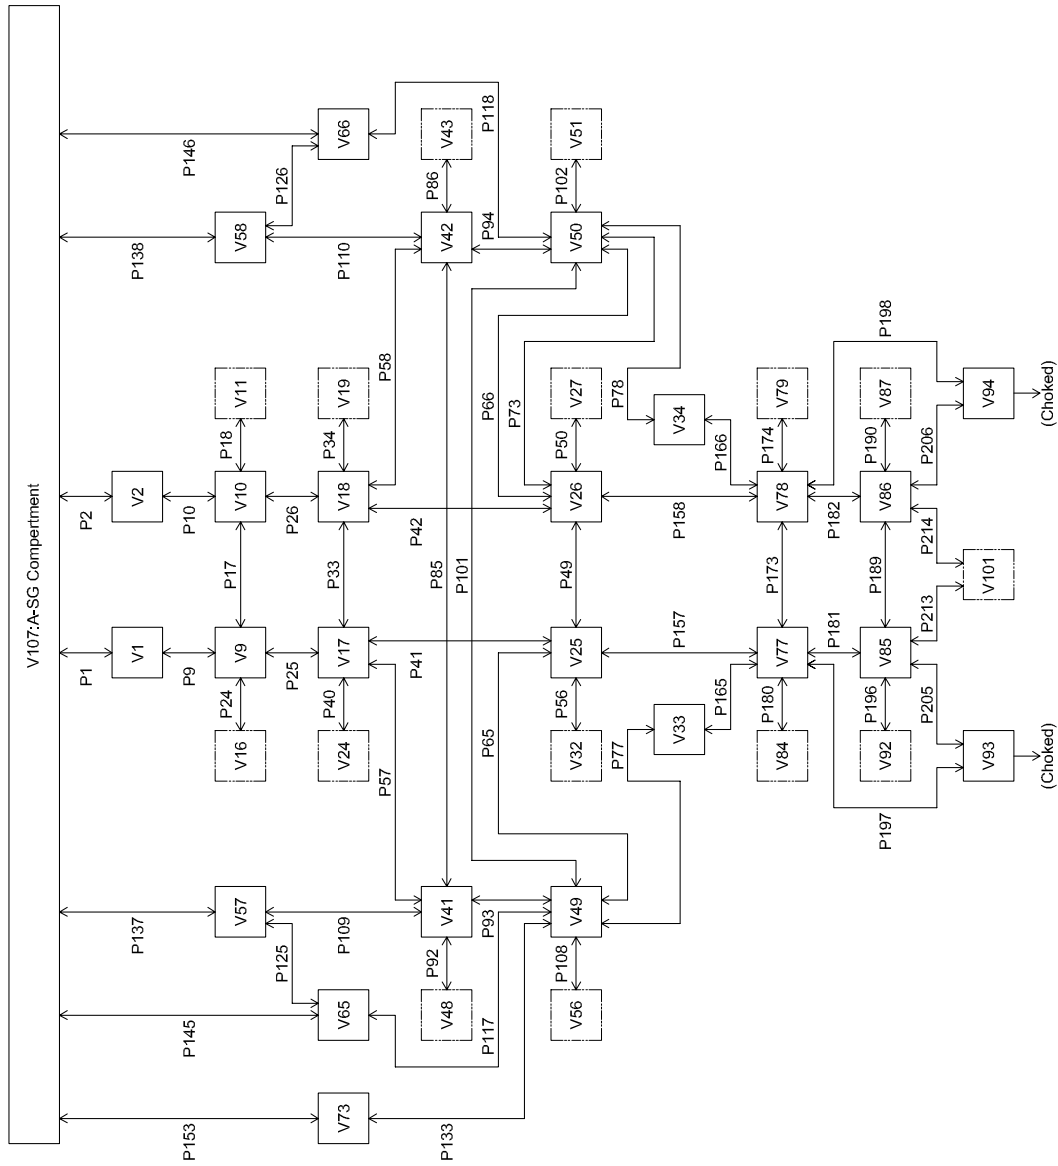 V107:A-SG Compertment
P153
P145
P137
P1
P2
P138
P146
V1
V2
P9
P10
P125
P126
V57
V16
P24
V9
P17
V10
P18
V11
V58
P109
P25
P26
P110
V73
V65
V24
P40
V17
P33
V18
P34
V19
V66
P57
P41
P42
P58
P133
P117
V48
P92
V41
P85
V42
P86
V43
P118
P101
P93
P65
P66
P73
P94
V56
P108
V49
V32
P56
V25
P49
V26
P50
V27
V50
P102
V51
P77
V33
P157
P158
V34
P78
P165
P166
V84
P180
V77
P173
V78
P174
V79
P181
P182
P197
V92
P196
V85
P189
V86
P190
V87
P198
P205
P213
P214
P206
V93
V101
V94
(Choked)
(Choked)